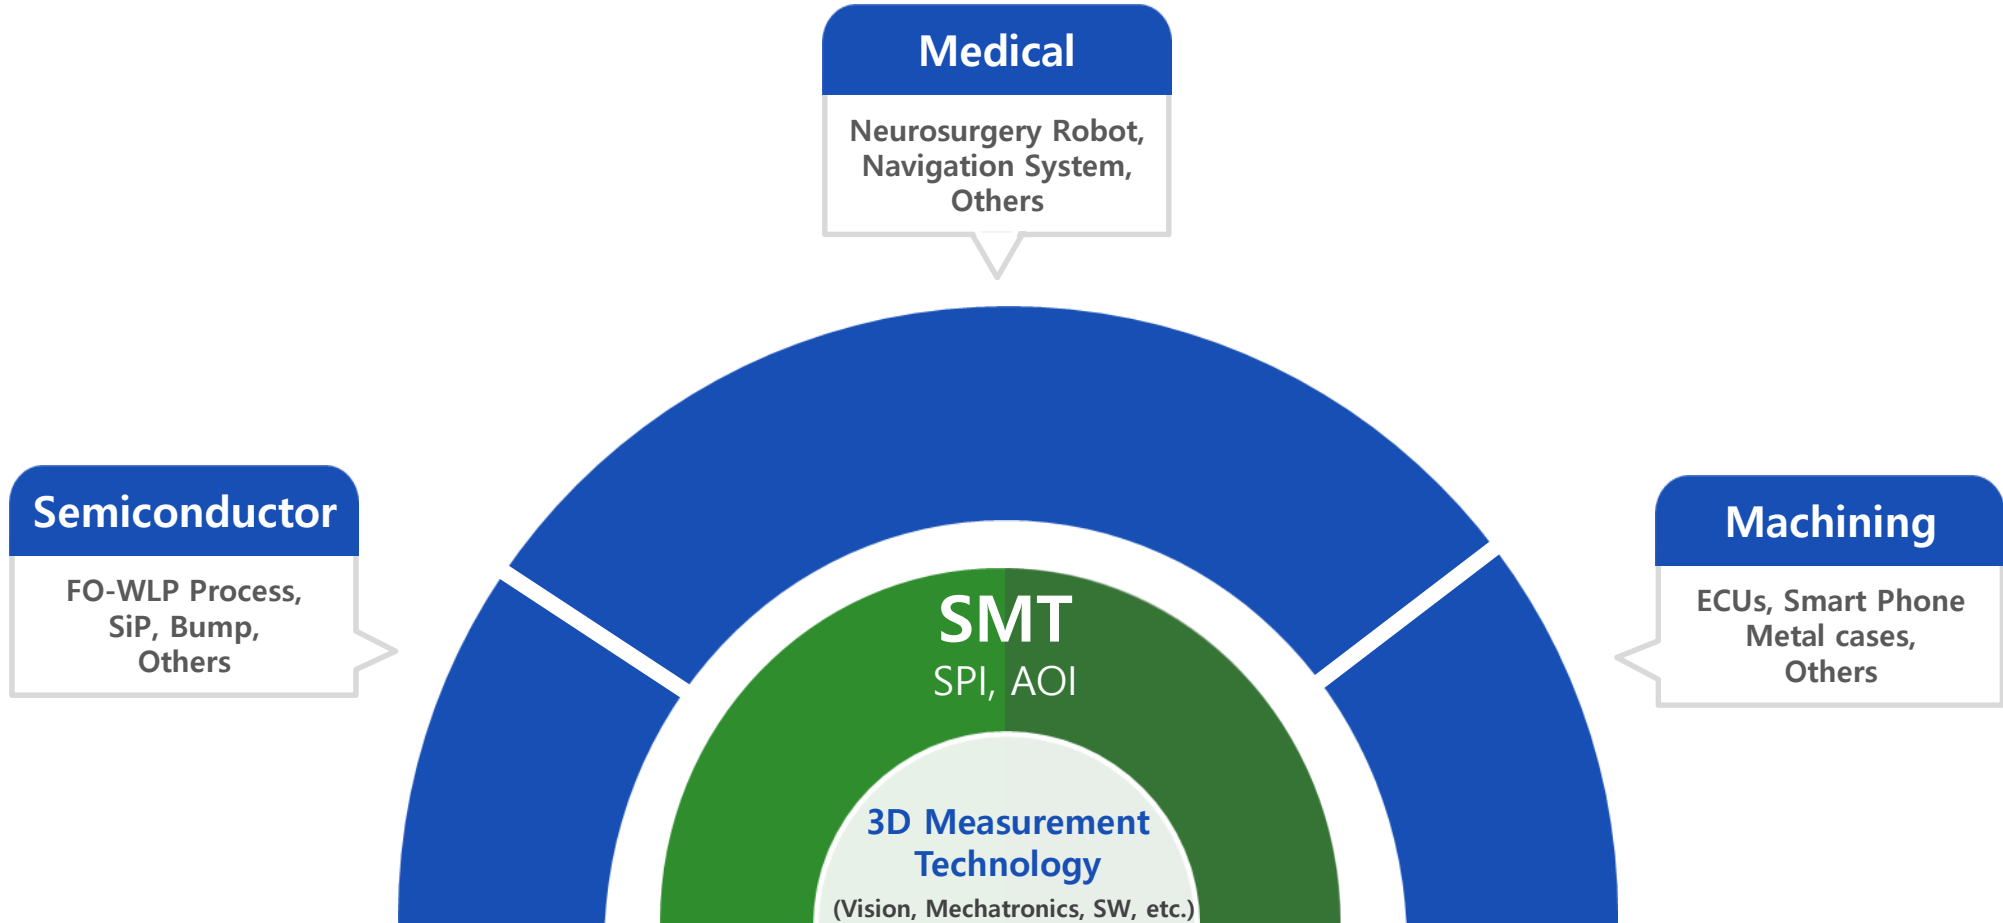 Medical
Neurosurgery Robot,
Navigation System,
Others
Semiconductor
FO-WLP Process,
SiP, Bump,
Others
Machining
ECUs, Smart Phone
Metal cases,
Others
SMT
SPI, AOI
3D Measurement
Technology
(Vision, Mechatronics, SW, etc.)